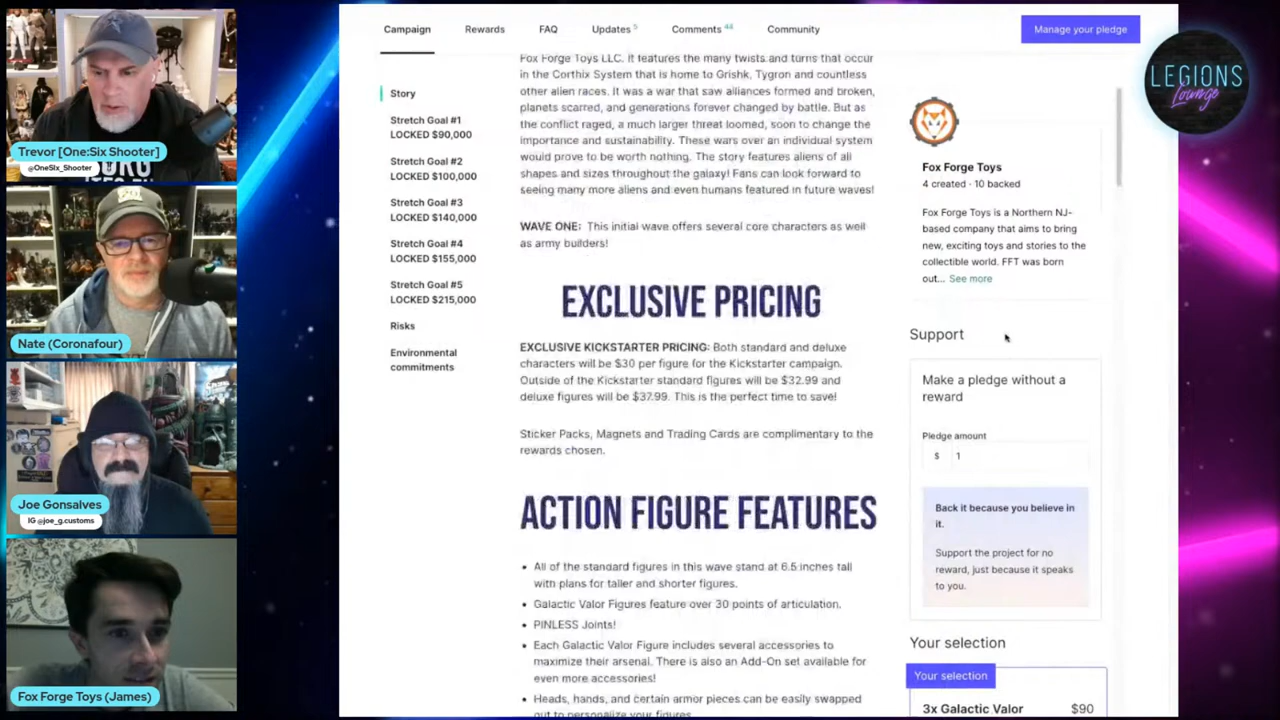 Trevor [One:Six Shooter]
@OneSIx_Shooter
Nate (Coronafour)
Joe Gonsalves
IG @joe_g.customs
Fox Forge Toys (James)
Campaign
Rewards
FAQ
Updates 5
Comments 44
Community
Manage your pledge
LEGIONS
Lounge
Story
Stretch Goal #1
LOCKED $90,000
Stretch Goal #2
LOCKED $100,000
Stretch Goal #3
LOCKED $140,000
Stretch Goal #4
LOCKED $155,000
Stretch Goal #5
LOCKED $215,000
Risks
Environmental
commitments
Fox Forge Toys LLC. It features the many twists and turns that occur
in the Corthix System that is home to Grishk, Tygron and countless
other alien races. It was a war that saw alliances formed and broken,
planets scarred, and generations forever changed by battle. But as
the conflict raged, a much larger threat loomed, soon to change the
importance and sustainability. These wars over an individual system
would prove to be worth nothing. The story features aliens of all
shapes and sizes throughout the galaxy! Fans can look forward to
seeing many more aliens and even humans featured in future waves!
WAVE ONE: This initial wave offers several core characters as well
as army builders!
EXCLUSIVE PRICING
EXCLUSIVE KICKSTARTER PRICING: Both standard and deluxe
characters will be $30 per figure for the Kickstarter campaign.
Outside of the Kickstarter standard figures will be $32.99 and
deluxe figures will be $37.99. This is the perfect time to save!
Sticker Packs, Magnets and Trading Cards are complimentary to the
rewards chosen.
ACTION FIGURE FEATURES
• All of the standard figures in this wave stand at 6.5 inches tall
with plans for taller and shorter figures.
• Galactic Valor Figures feature over 30 points of articulation.
• PINLESS Joints!
• Each Galactic Valor Figure includes several accessories to
maximize their arsenal. There is also an Add-On set available for
even more accessories!
• Heads, hands, and certain armor pieces can be easily swapped
out to personalize your figures
Fox Forge Toys
4 created · 10 backed
Fox Forge Toys is a Northern NJ-
based company that aims to bring
new, exciting toys and stories to the
collectible world. FFT was born
out... See more
Support
Make a pledge without a
reward
Pledge amount
$ 1
Back it because you believe in
it.
Support the project for no
reward, just because it speaks
to you.
Your selection
Your selection
3x Galactic Valor $90